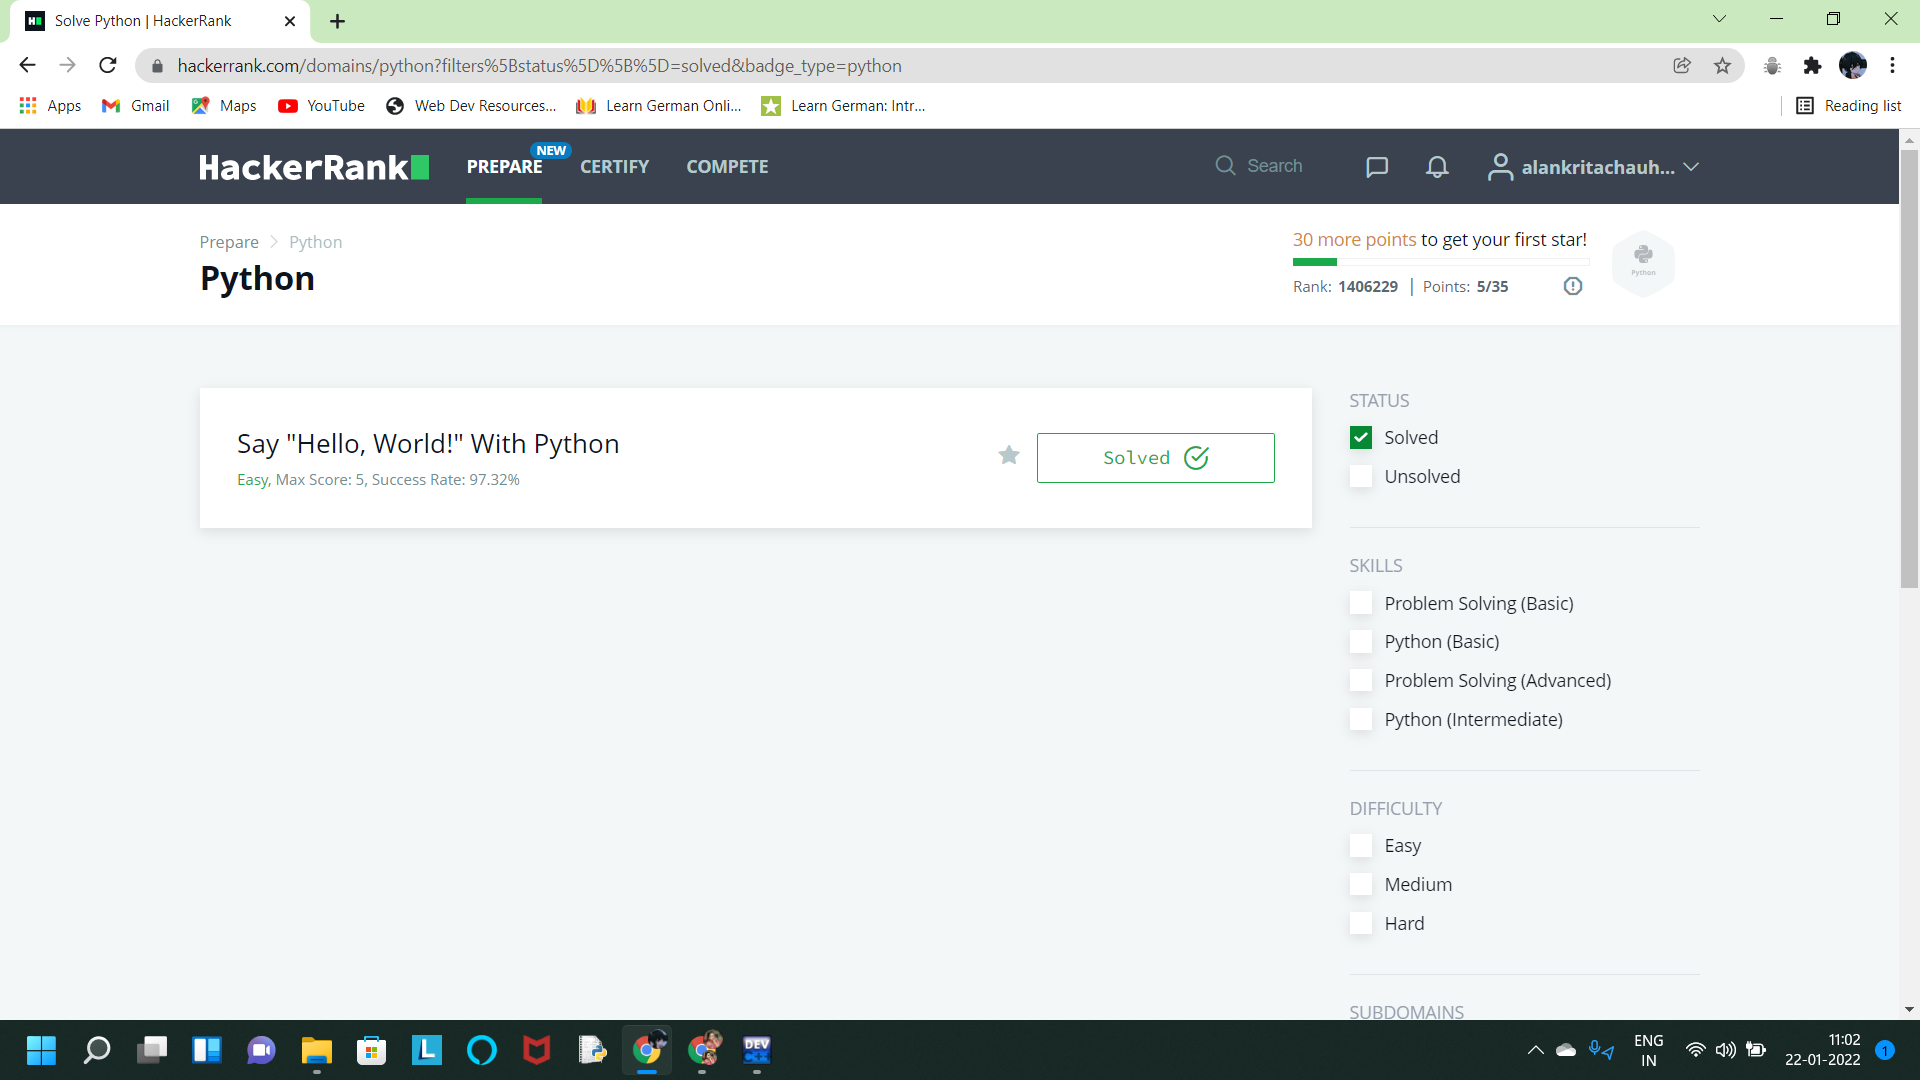 Solve Python | HackerRank
hackerrank.com/domains/python?filters%5Bstatus%5D%5B%5D=solved&badge_type=python
Apps
Gmail
Maps
YouTube
Web Dev Resources...
Learn German Onli...
Learn German: Intr...
Reading list
HackerRank
PREPARE
NEW
CERTIFY
COMPETE
Search
alankritachauh...
Prepare
Python
Python
30 more points to get your first star!
Rank: 1406229 | Points: 5/35
Python
Say "Hello, World!" With Python
Easy, Max Score: 5, Success Rate: 97.32%
Solved
STATUS
Solved
Unsolved
SKILLS
Problem Solving (Basic)
Python (Basic)
Problem Solving (Advanced)
Python (Intermediate)
DIFFICULTY
Easy
Medium
Hard
SUBDOMAINS
L
DEV
C++
ENG
IN
11:02
22-01-2022
1